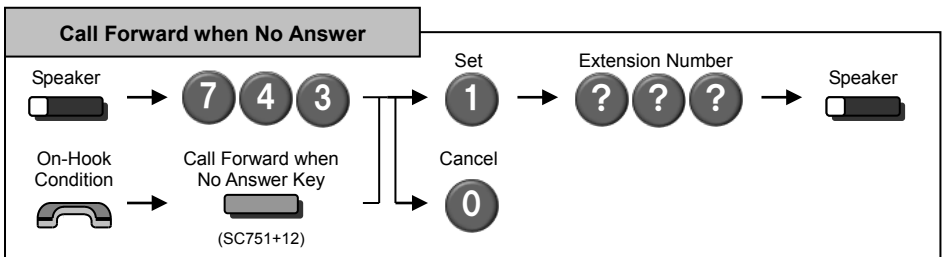 Call Forward when No Answer
Speaker
7 4 3
Set
1
Extension Number
? ? ?
Speaker
On-Hook
Condition
Call Forward when
No Answer Key
(SC751+12)
Cancel
0